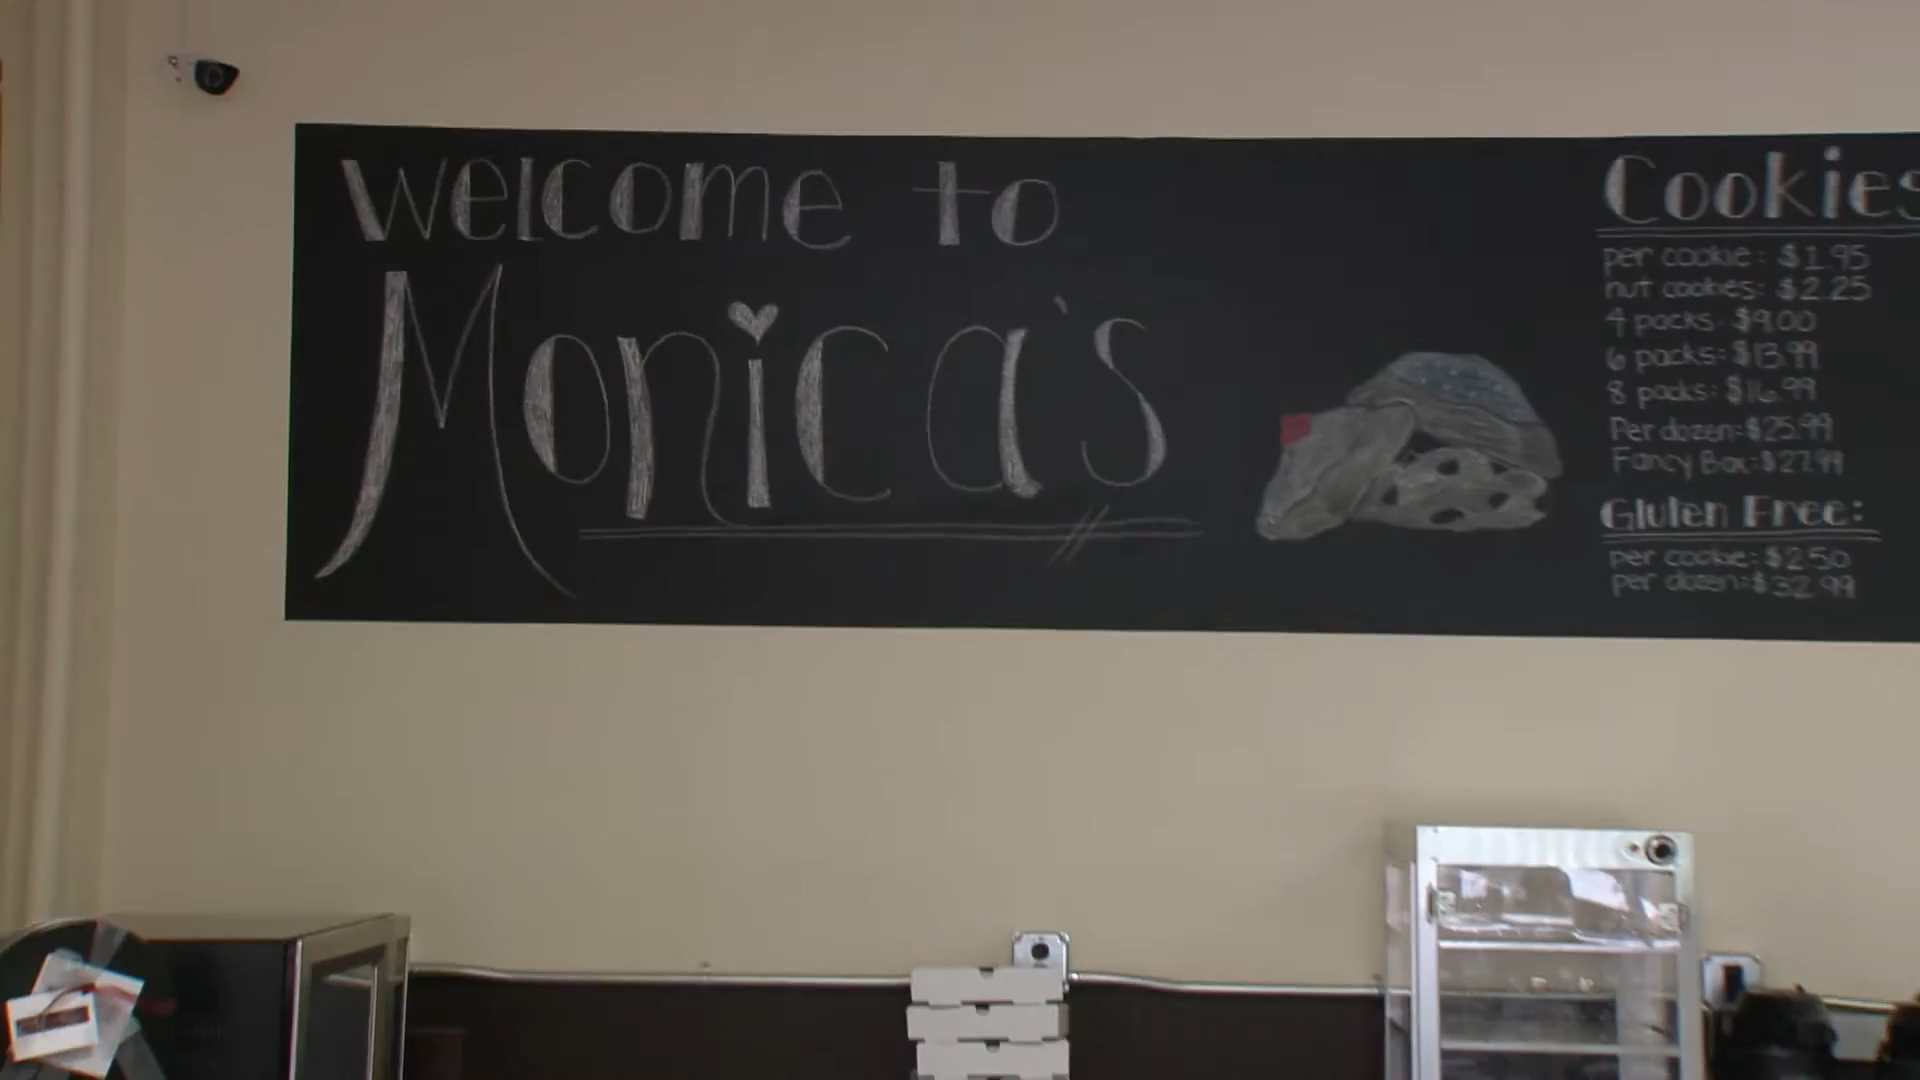 welcome to
Monica's
Cookies
per cookie: $1.95
nut cookies: $2.25
4 packs: $9.00
6 packs: $13.99
8 packs: $16.99
Per dozen: $25.99
Fancy Box: $27.99
Gluten Free:
per cookie: $2.50
per dozen: $32.99